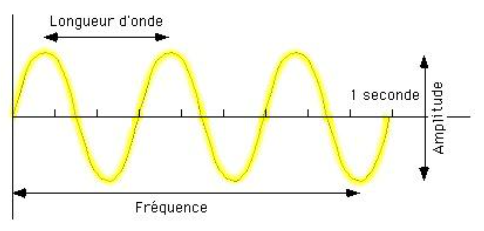 Longueur d'onde
1 seconde
Amplitude
Fréquence